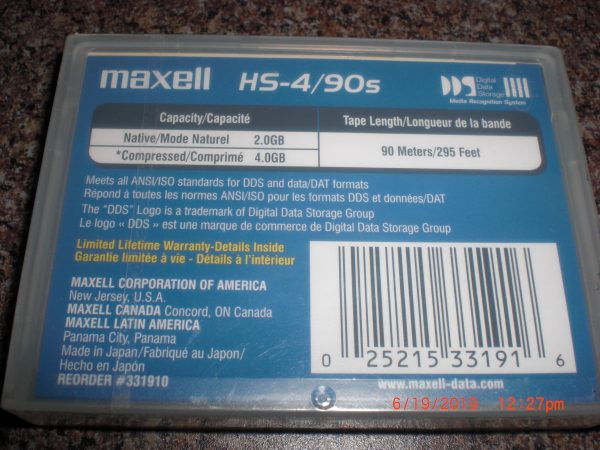 maxell HS-4/90s
DDS Digital Data Storage
Media Recognition System
Capacity/Capacité
Tape Length/Longueur de la bande
Native/Mode Naturel 2.0GB
*Compressed/Comprimé 4.0GB
90 Meters/295 Feet
Meets all ANSI/ISO standards for DDS and data/DAT formats
Répond à toutes les normes ANSI/ISO pour les formats DDS et données/DAT
The "DDS" Logo is a trademark of Digital Data Storage Group
Le logo « DDS » est une marque de commerce de Digital Data Storage Group
Limited Lifetime Warranty-Details Inside
Garantie limitée à vie - Détails à l'intérieur
MAXELL CORPORATION OF AMERICA
New Jersey, U.S.A.
MAXELL CANADA Concord, ON Canada
MAXELL LATIN AMERICA
Panama City, Panama
Made in Japan/Fabriqué au Japon/
Hecho en Japón
REORDER #331910
0 25215 33191 6
www.maxell-data.com
6/19/2019 12:27pm